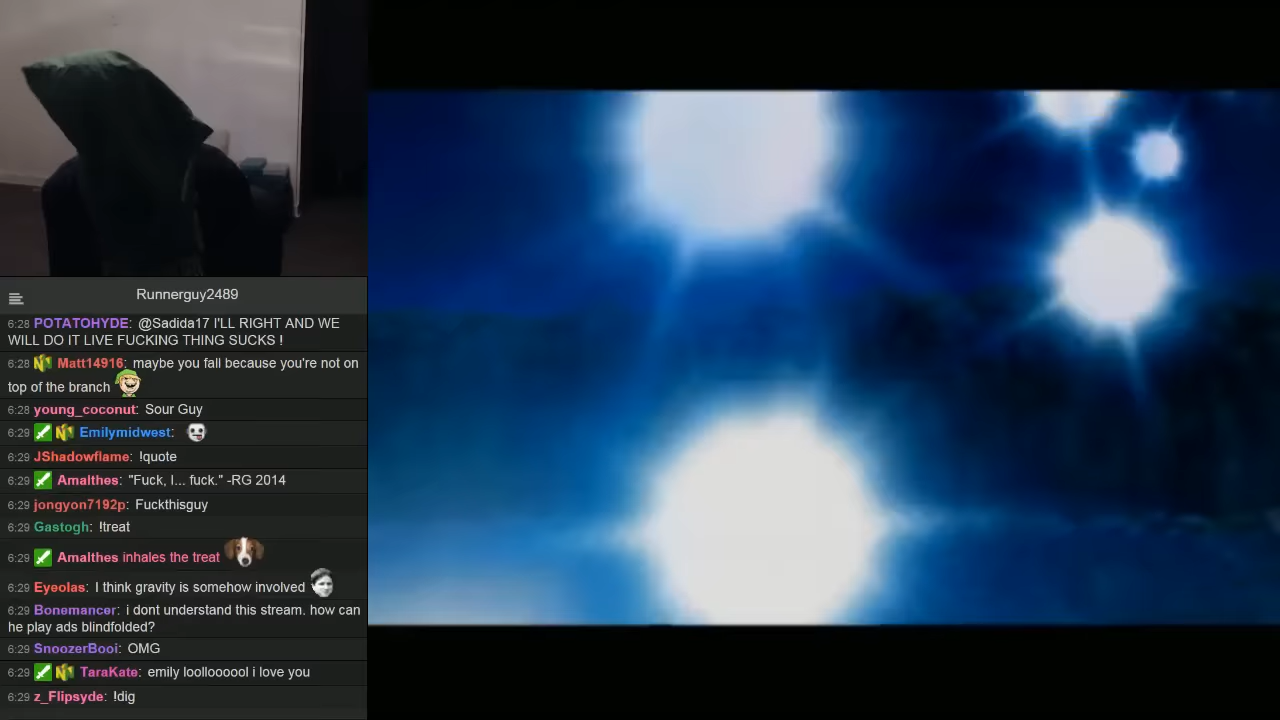 Runnerguy2489
6:28 POTATOHYDE: @Sadida17 I'LL RIGHT AND WE
WILL DO IT LIVE FUCKING THING SUCKS !
6:28 Matt14916: maybe you fall because you're not on
top of the branch
6:28 young_coconut: Sour Guy
6:29 Emilymidwest:
6:29 JShadowflame: !quote
6:29 Amalthes: "Fuck, I... fuck." -RG 2014
6:29 jongyon7192p: Fuckthisguy
6:29 Gastogh: !treat
6:29 Amalthes inhales the treat
6:29 Eyeolas: I think gravity is somehow involved
6:29 Bonemancer: i dont understand this stream. how can
he play ads blindfolded?
6:29 SnoozerBooi: OMG
6:29 TaraKate: emily loolloooool i love you
6:29 z_Flipsyde: !dig